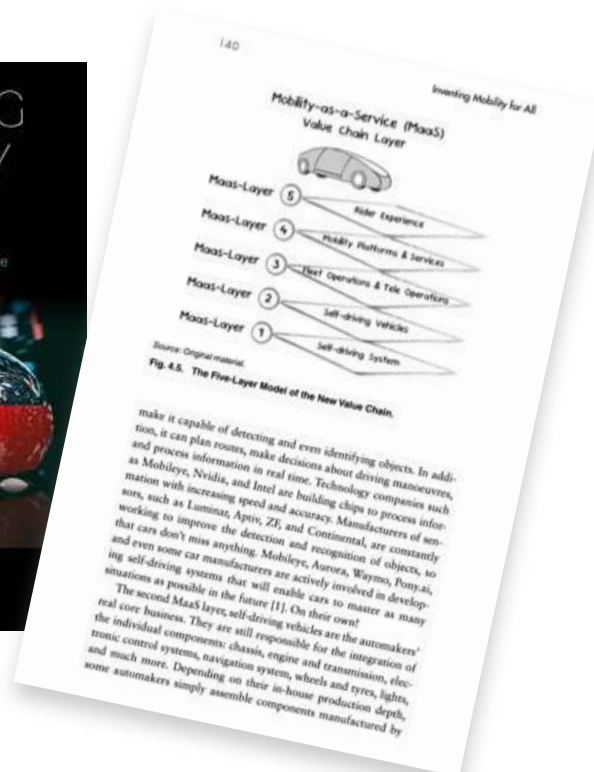 G
Y
e
140
Inventing Mobility for All
Mobility-as-a-Service (MaaS)
Value Chain Layer
Maas-Layer 5 Rider Experience
Maas-Layer 4 Mobility Platforms & Services
Maas-Layer 3 Fleet Operations & Tele Operations
Maas-Layer 2 Self-driving Vehicles
Maas-Layer 1 Self-driving System
Source: Original material.
Fig. 4.5. The Five-Layer Model of the New Value Chain.
make it capable of detecting and even identifying objects. In addi-
tion, it can plan routes, make decisions about driving manoeuvres,
and process information in real time. Technology companies such
as Mobileye, Nvidia, and Intel are building chips to process infor-
mation with increasing speed and accuracy. Manufacturers of sen-
sors, such as Luminar, Aptiv, ZF, and Continental, are constantly
working to improve the detection and recognition of objects, so
that cars don't miss anything. Mobileye, Aurora, Waymo, Pony.ai,
and even some car manufacturers are actively involved in develop-
ing self-driving systems that will enable cars to master as many
situations as possible in the future [1]. On their own!
The second MaaS layer, self-driving vehicles are the automakers'
real core business. They are still responsible for the integration of
the individual components: chassis, engine and transmission, elec-
tronic control systems, navigation system, wheels and tyres, lights,
and much more. Depending on their in-house production depth,
some automakers simply assemble components manufactured by